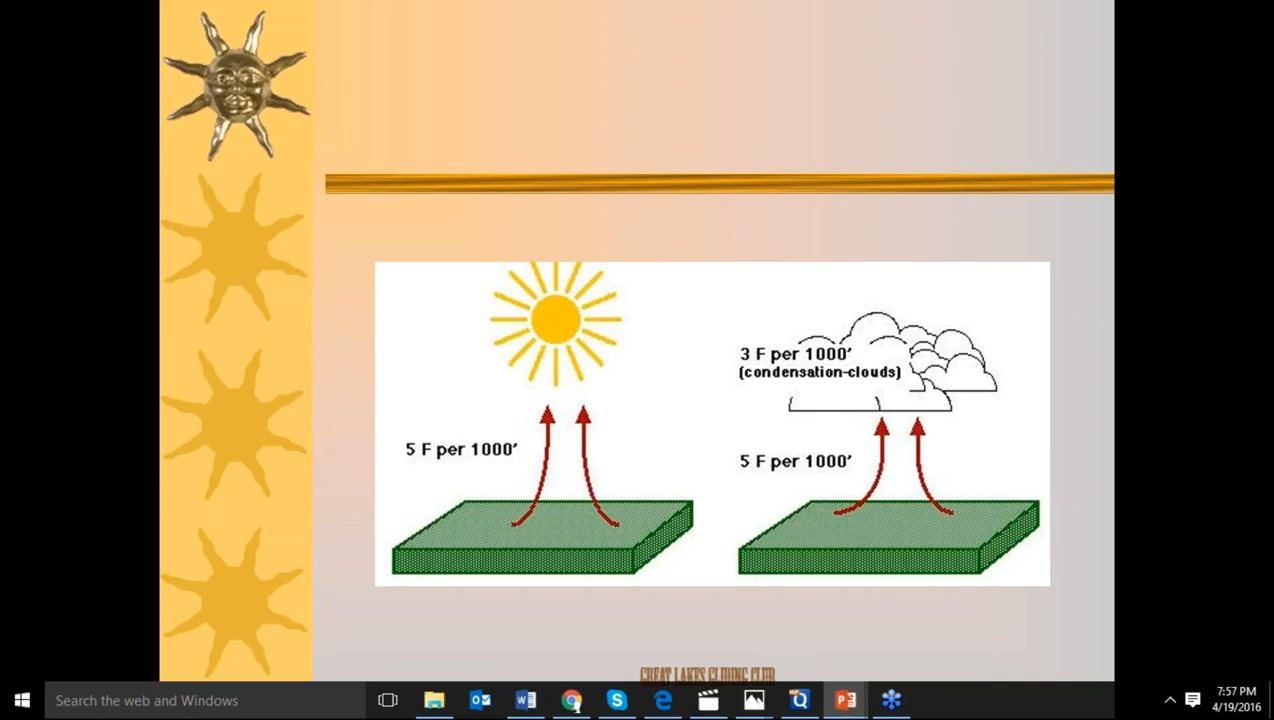 3 F per 1000'
(condensation-clouds)
5 F per 1000'
5 F per 1000'
GREAT LAKES GLIDING CLUB
Search the web and Windows
7:57 PM
4/19/2016